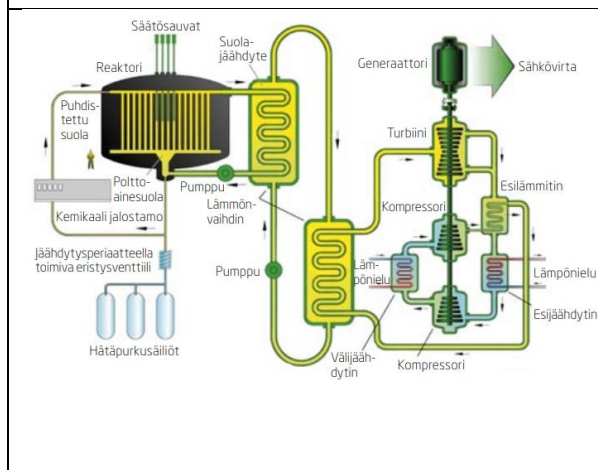 Säätösauvat
Reaktori
Puhdis-
tettu
suola
Poltto-
ainesuola
Kemikaali jalostamo
Jäähdytysperiaatteella
toimiva eristysventtiili
Hätäpurkusäiliöt
Suola-
jäähdyte
Pumppu
Lämmön-
vaihdin
Pumppu
Generaattori
Sähkövirta
Turbiini
Esilämmitin
Kompressori
Läm-
pönielu
Lämpönielu
Esijäähdytin
Välijääh-
dytin
Kompressori